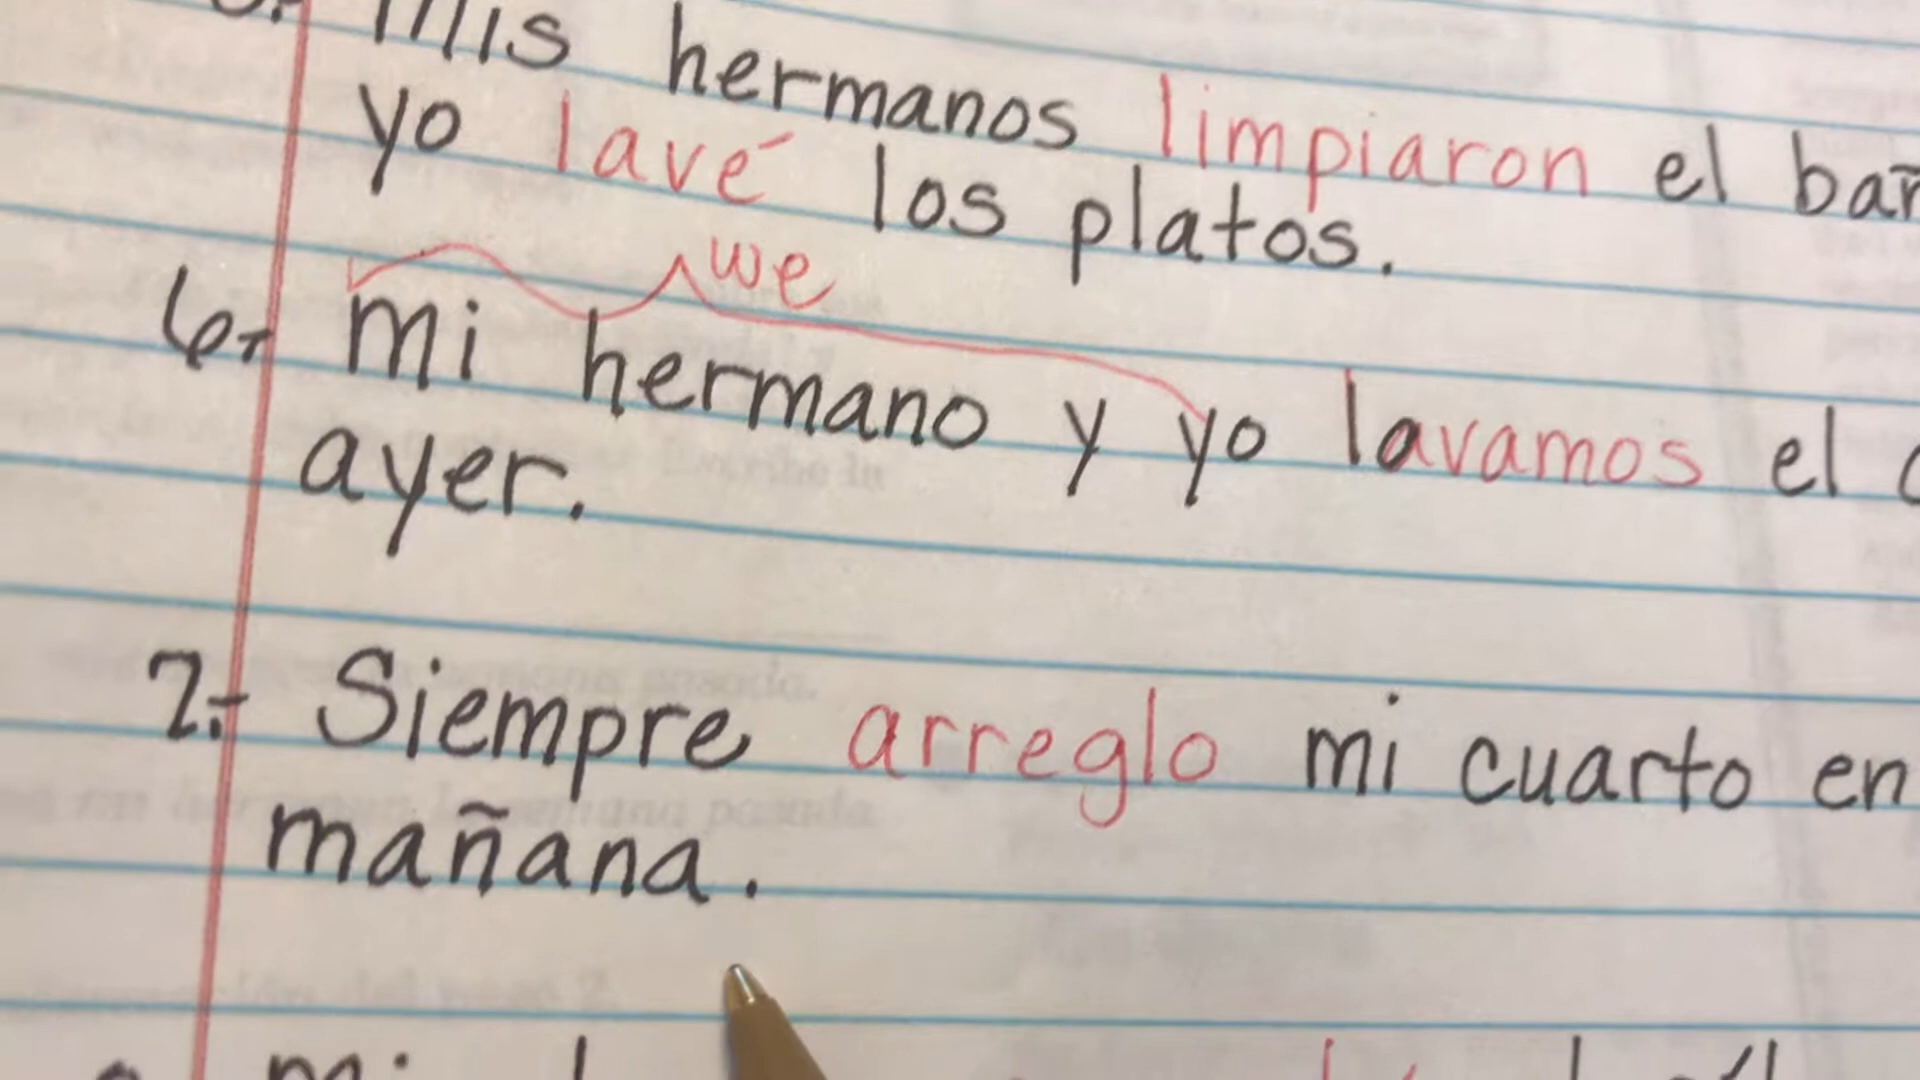 mis hermanos limpiaron el
yo lavé los platos.
we
6.- mi hermano y yo lavamos el
ayer.
7.- Siempre arreglo mi cuarto en
mañana.